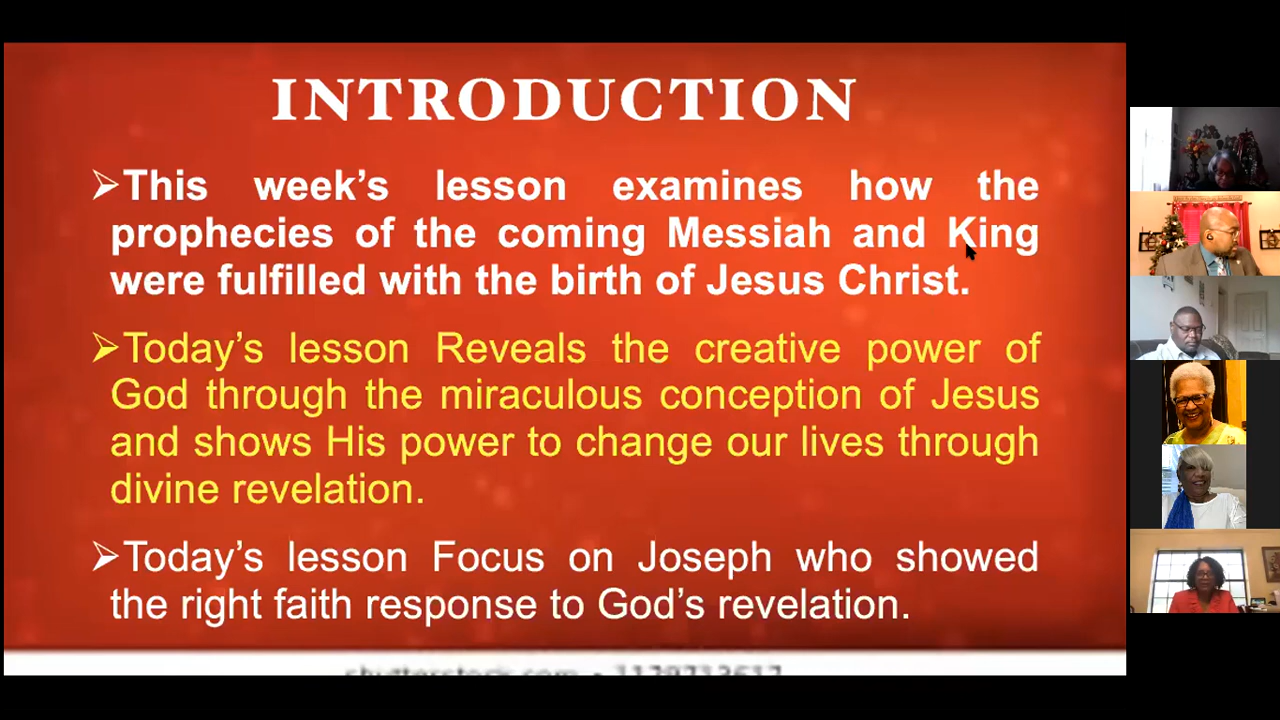 INTRODUCTION
➢This week's lesson examines how the
prophecies of the coming Messiah and King
were fulfilled with the birth of Jesus Christ.
➢Today's lesson Reveals the creative power of
God through the miraculous conception of Jesus
and shows His power to change our lives through
divine revelation.
➢Today's lesson Focus on Joseph who showed
the right faith response to God's revelation.
shutterstock.com • 1179713617